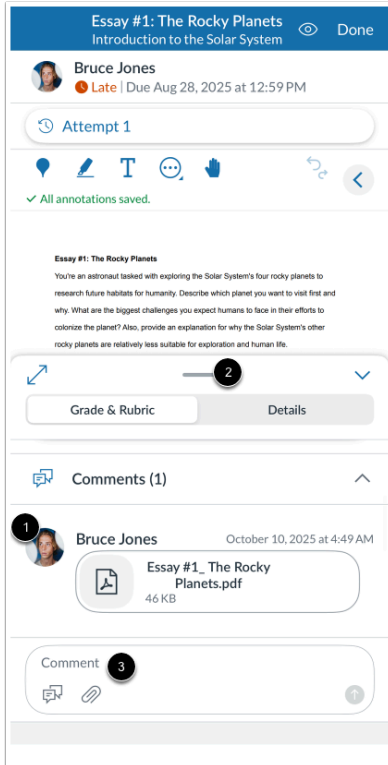 Essay #1: The Rocky Planets
Introduction to the Solar System
Done
Bruce Jones
Late | Due Aug 28, 2025 at 12:59 PM
Attempt 1
T
All annotations saved.
Essay #1: The Rocky Planets
You're an astronaut tasked with exploring the Solar System's four rocky planets to
research future habitats for humanity. Describe which planet you want to visit first and
why. What are the biggest challenges you expect humans to face in their efforts to
colonize the planet? Also, provide an explanation for why the Solar System's other
rocky planets are relatively less suitable for exploration and human life.
2
Grade & Rubric
Details
Comments (1)
1
Bruce Jones
October 10, 2025 at 4:49 AM
Essay #1_ The Rocky
Planets.pdf
46 KB
Comment
3